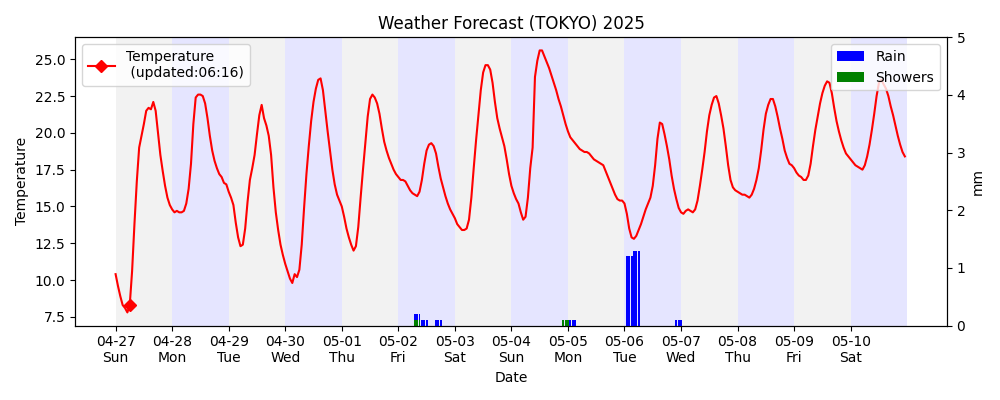 Weather Forecast (TOKYO) 2025
Temperature
(updated:06:16)
Rain
Showers
25.0
22.5
20.0
17.5
15.0
12.5
10.0
7.5
Temperature
5
4
3
2
1
0
mm
04-27 04-28 04-29 04-30 05-01 05-02 05-03 05-04 05-05 05-06 05-07 05-08 05-09 05-10
Sun Mon Tue Wed Thu Fri Sat Sun Mon Tue Wed Thu Fri Sat
Date